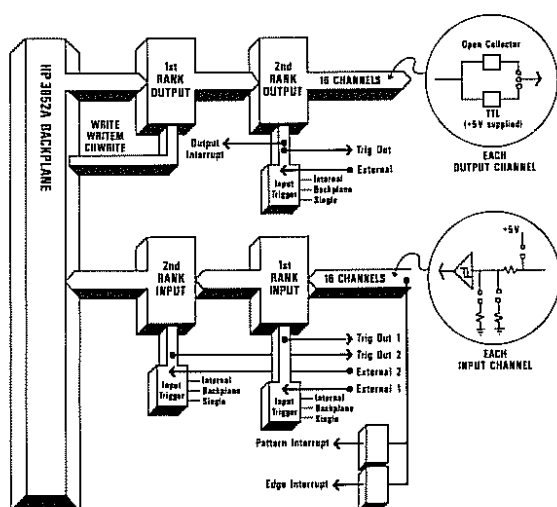 HP 3852A BACKPLANE
1st
RANK
OUTPUT
2nd
RANK
OUTPUT
16 CHANNELS
Open Collector
TTL
(+5V supplied)
EACH
OUTPUT CHANNEL
WRITE
WRITEM
CHWRITE
Output
Interrupt
Trig Out
External
Input
Trigger
Internal
Backplane
Single
2nd
RANK
INPUT
1st
RANK
INPUT
16 CHANNELS
+5V
EACH
INPUT CHANNEL
Trig Out 1
Trig Out 2
External 2
External 1
Input
Trigger
Internal
Backplane
Single
Input
Trigger
Internal
Backplane
Single
Pattern Interrupt
Edge Interrupt